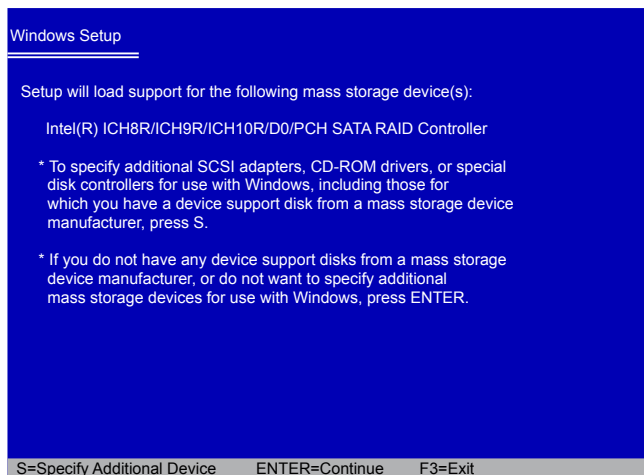 Windows Setup
Setup will load support for the following mass storage device(s):
Intel(R) ICH8R/ICH9R/ICH10R/D0/PCH SATA RAID Controller
* To specify additional SCSI adapters, CD-ROM drivers, or special
disk controllers for use with Windows, including those for
which you have a device support disk from a mass storage device
manufacturer, press S.
* If you do not have any device support disks from a mass storage
device manufacturer, or do not want to specify additional
mass storage devices for use with Windows, press ENTER.
S=Specify Additional Device ENTER=Continue F3=Exit